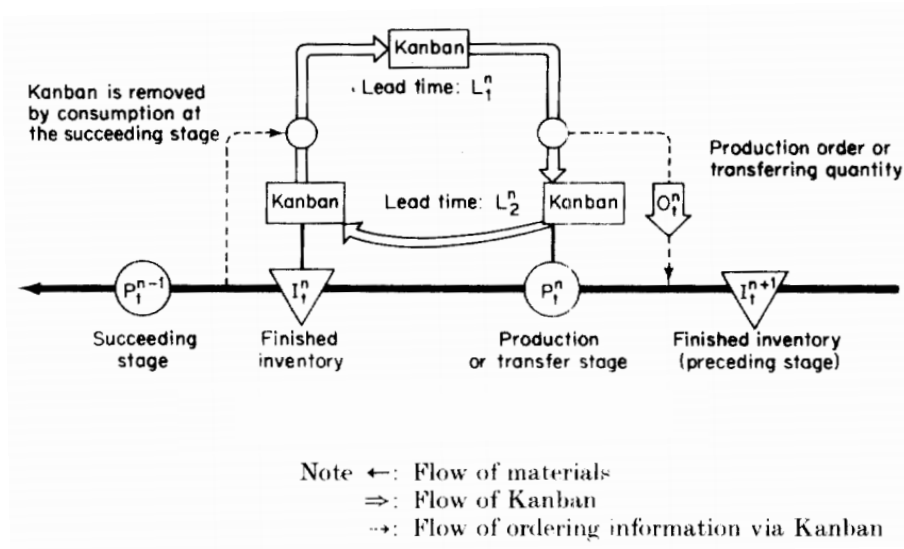 Kanban
Lead time: L₁ⁿ
Kanban is removed
by consumption at
the succeeding stage
Production order or
transferring quantity
Kanban
Lead time: L₂ⁿ
Kanban
Oₜⁿ
Pₜⁿ⁻¹
Iₜⁿ
Pₜⁿ
Iₜⁿ⁺¹
Succeeding
stage
Finished
inventory
Production
or transfer stage
Finished inventory
(preceding stage)
Note ←: Flow of materials
⇒: Flow of Kanban
⇢: Flow of ordering information via Kanban